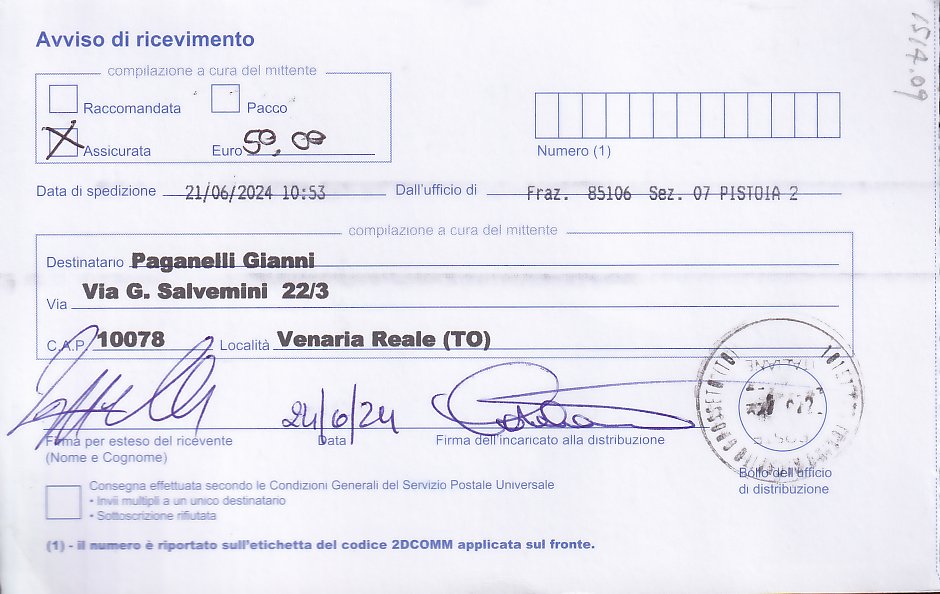 Avviso di ricevimento
compilazione a cura del mittente
Raccomandata Pacco
Assicurata Euro 50,00
Numero (1)
Data di spedizione 21/06/2024 10:53 Dall'ufficio di Fraz. 85106 Sez. 07 PISTOIA 2
compilazione a cura del mittente
Destinatario Paganelli Gianni
Via Via G. Salvemini 22/3
C.A.P. 10078 Località Venaria Reale (TO)
24/6/24
Firma per esteso del ricevente Data Firma dell'incaricato alla distribuzione
(Nome e Cognome)
Bollo dell'ufficio
di distribuzione
Consegna effettuata secondo le Condizioni Generali del Servizio Postale Universale
• Invii multipli a un unico destinatario
• Sottoscrizione rifiutata
(1) - il numero è riportato sull'etichetta del codice 2DCOMM applicata sul fronte.